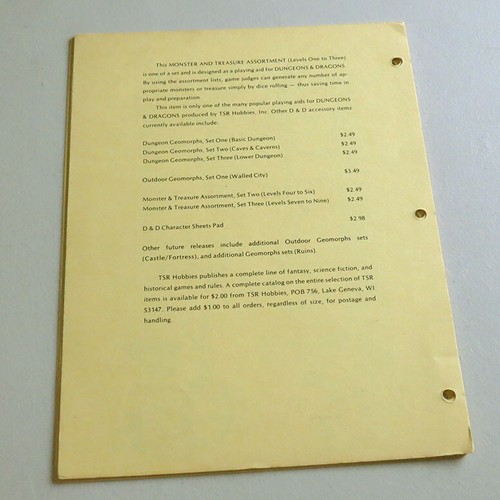 This MONSTER AND TREASURE ASSORTMENT (Levels One to Three)
is one of a set and is designed as a playing aid for DUNGEONS & DRAGONS.
By using the assortment lists, game judges can generate any number of ap-
propriate monsters or treasure simply by dice rolling — thus saving time in
play and preparation.
This item is only one of the many popular playing aids for DUNGEONS
& DRAGONS produced by TSR Hobbies, Inc. Other D & D accessory items
currently available include:
Dungeon Geomorphs, Set One (Basic Dungeon) $2.49
Dungeon Geomorphs, Set Two (Caves & Caverns) $2.49
Dungeon Geomorphs, Set Three (Lower Dungeon) $2.49
Outdoor Geomorphs, Set One (Walled City) $3.49
Monster & Treasure Assortment, Set Two (Levels Four to Six) $2.49
Monster & Treasure Assortment, Set Three (Levels Seven to Nine) $2.49
D & D Character Sheets Pad $2.98
Other future releases include additional Outdoor Geomorphs sets
(Castle/Fortress), and additional Geomorphs sets (Ruins).
TSR Hobbies publishes a complete line of fantasy, science fiction, and
historical games and rules. A complete catalog on the entire selection of TSR
items is available for $2.00 from TSR Hobbies, POB 756, Lake Geneva, WI
53147. Please add $1.00 to all orders, regardless of size, for postage and
handling.